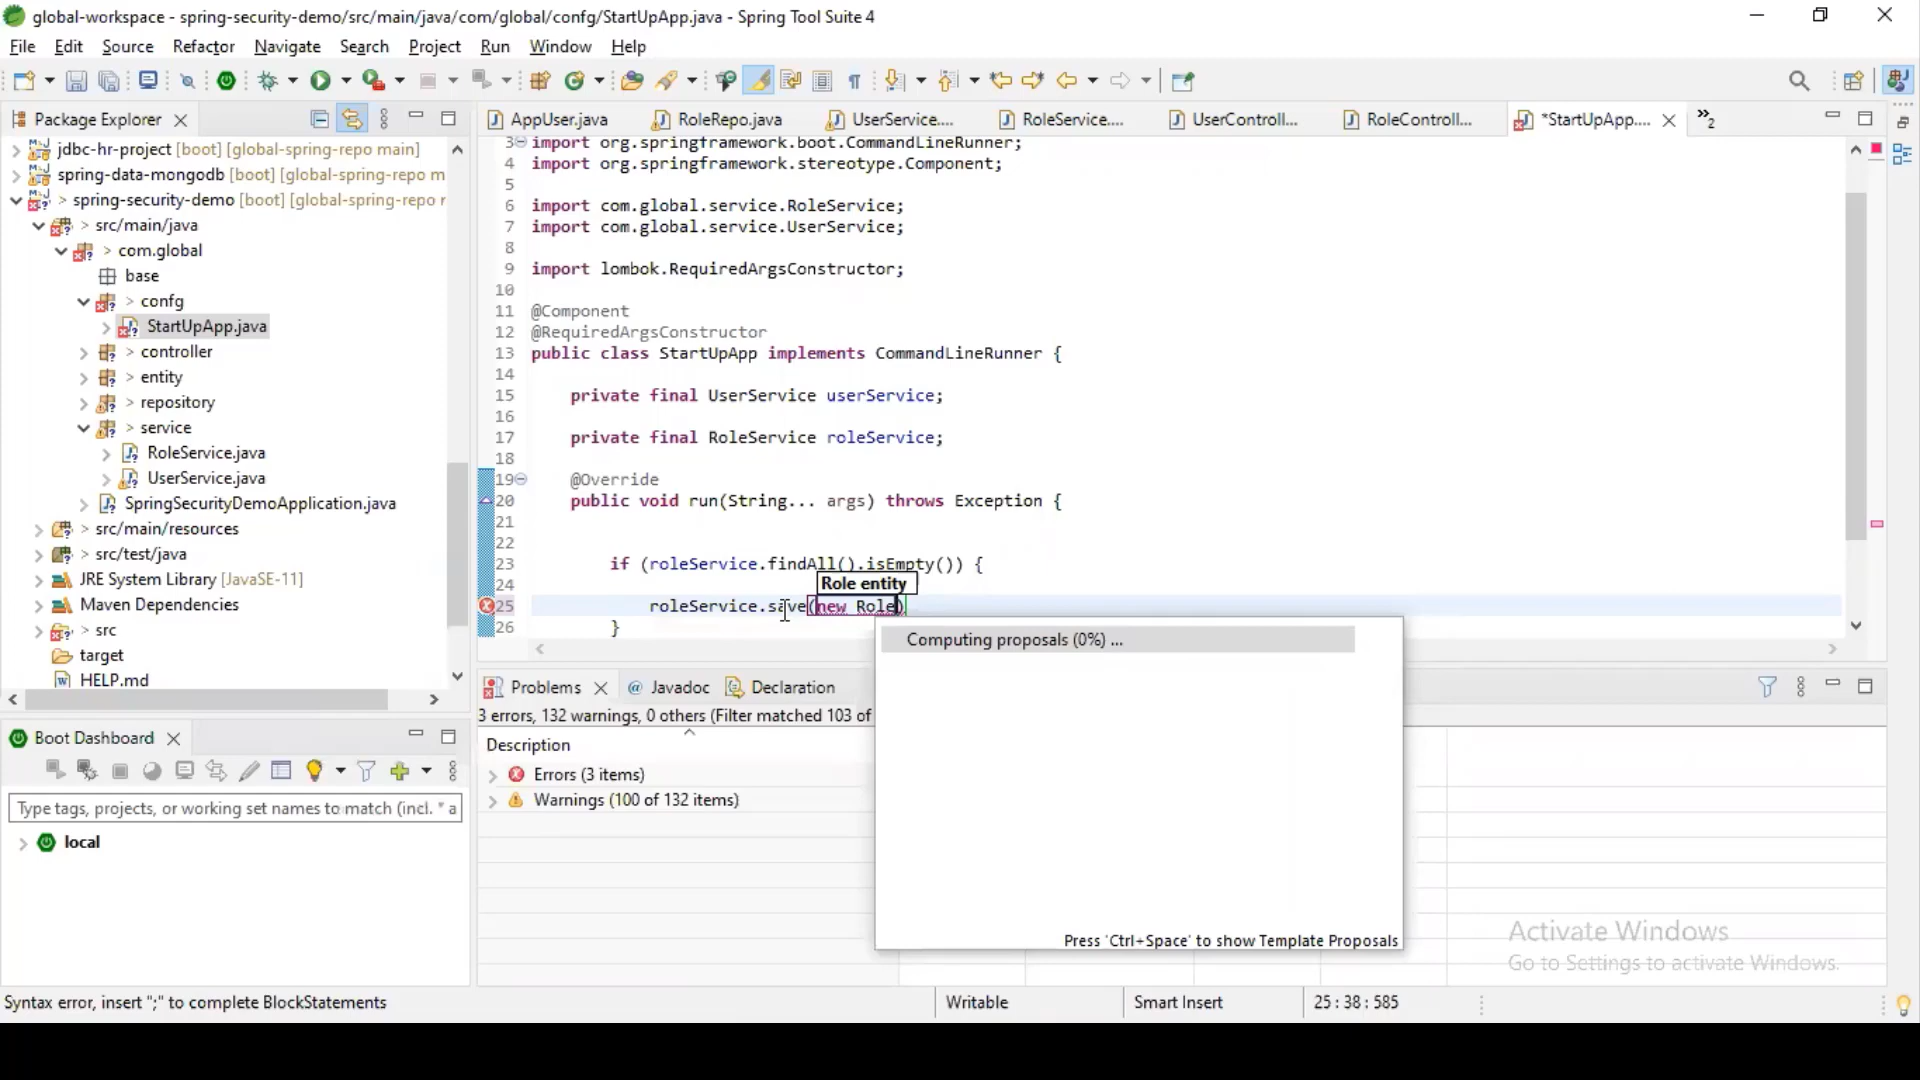 global-workspace - spring-security-demo/src/main/java/com/global/confg/StartUpApp.java - Spring Tool Suite 4
File Edit Source Refactor Navigate Search Project Run Window Help
Package Explorer
jdbc-hr-project [boot] [global-spring-repo main]
spring-data-mongodb [boot] [global-spring-repo m
> spring-security-demo [boot] [global-spring-repo r
> src/main/java
> com.global
base
> confg
StartUpApp.java
> controller
> entity
> repository
> service
RoleService.java
UserService.java
SpringSecurityDemoApplication.java
> src/main/resources
> src/test/java
JRE System Library [JavaSE-11]
Maven Dependencies
> src
target
HELP.md
AppUser.java RoleRepo.java UserService.... RoleService.... UserControll... RoleControll... *StartUpApp.... »2
3 import org.springframework.boot.CommandLineRunner;
4 import org.springframework.stereotype.Component;
5
6 import com.global.service.RoleService;
7 import com.global.service.UserService;
8
9 import lombok.RequiredArgsConstructor;
10
11 @Component
12 @RequiredArgsConstructor
13 public class StartUpApp implements CommandLineRunner {
14
15 private final UserService userService;
16
17 private final RoleService roleService;
18
19 @Override
20 public void run(String... args) throws Exception {
21
22
23 if (roleService.findAll().isEmpty()) {
24
Role entity
25 roleService.save(new Role)
26 }
Computing proposals (0%) ...
Press 'Ctrl+Space' to show Template Proposals
Problems @ Javadoc Declaration
3 errors, 132 warnings, 0 others (Filter matched 103 of
Description
Errors (3 items)
Warnings (100 of 132 items)
Boot Dashboard
Type tags, projects, or working set names to match (incl. * a
local
Activate Windows
Go to Settings to activate Windows.
Syntax error, insert ";" to complete BlockStatements
Writable Smart Insert 25 : 38 : 585